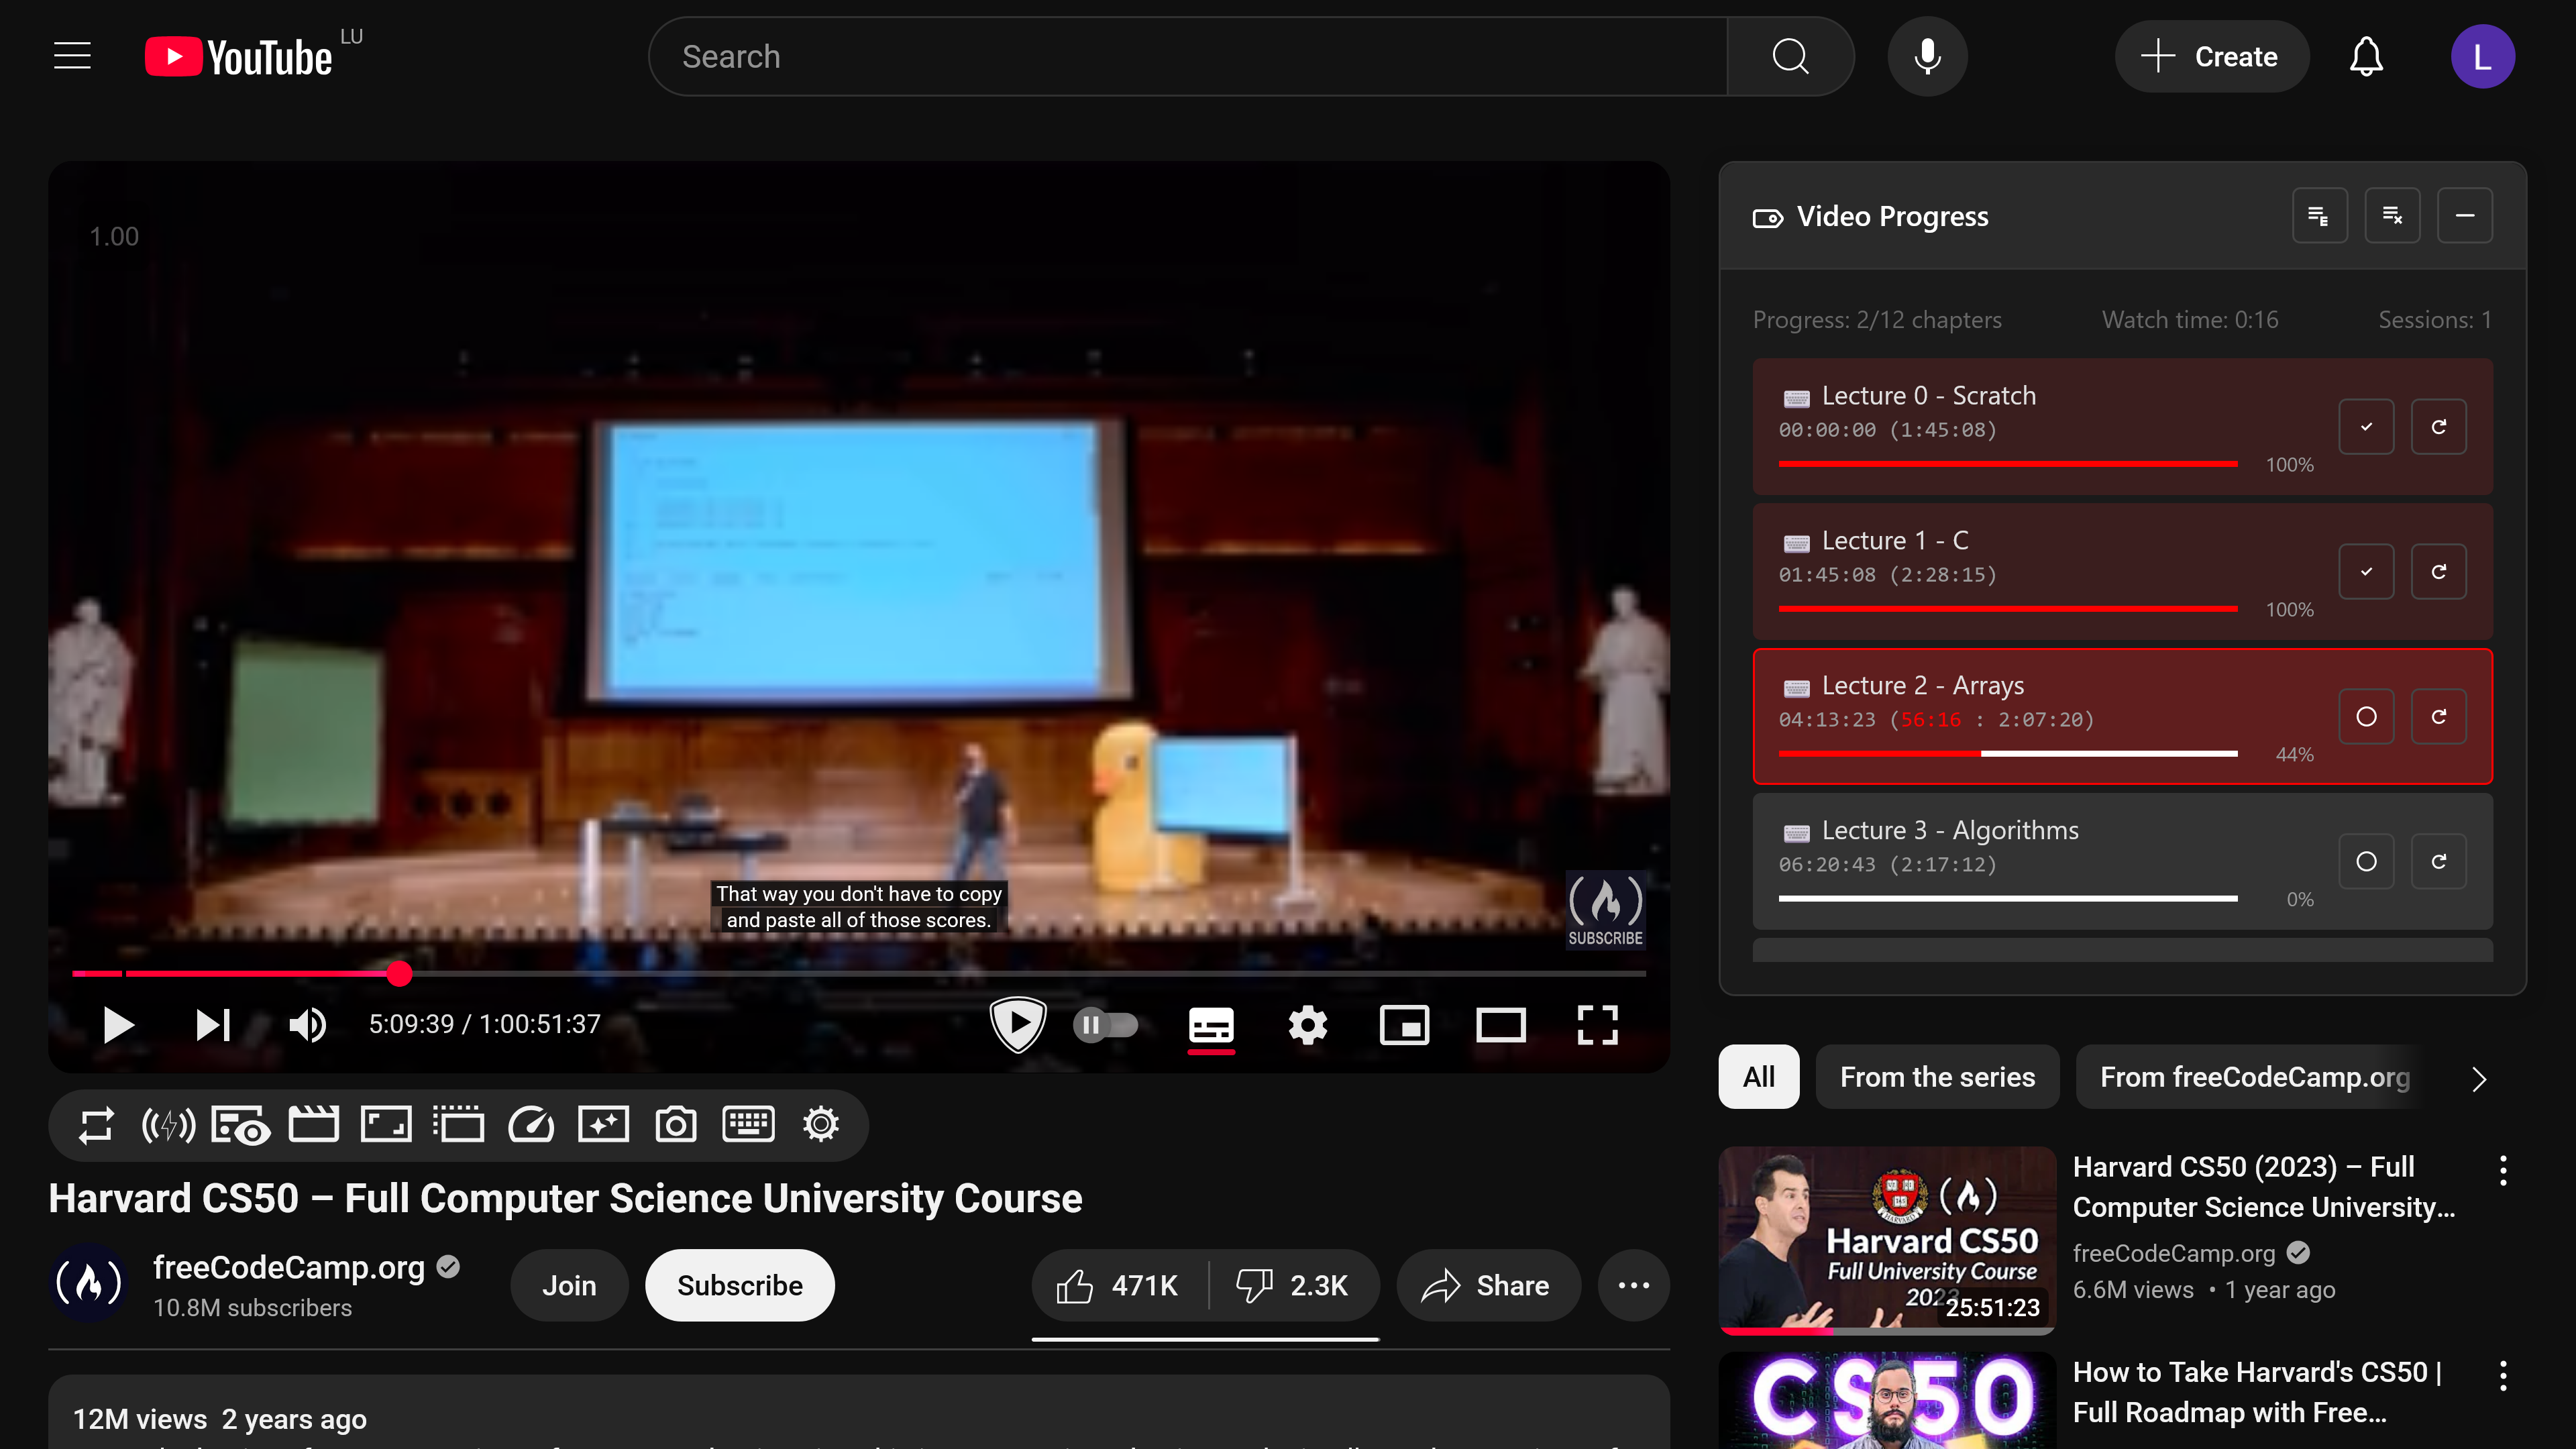 YouTube LU
Search
Create
L
1.00
That way you don't have to copy
and paste all of those scores.
SUBSCRIBE
5:09:39 / 1:00:51:37
Harvard CS50 – Full Computer Science University Course
freeCodeCamp.org
10.8M subscribers
Join
Subscribe
471K
2.3K
Share
12M views 2 years ago
Video Progress
Progress: 2/12 chapters
Watch time: 0:16
Sessions: 1
Lecture 0 - Scratch
00:00:00 (1:45:08)
100%
Lecture 1 - C
01:45:08 (2:28:15)
100%
Lecture 2 - Arrays
04:13:23 (56:16 : 2:07:20)
44%
Lecture 3 - Algorithms
06:20:43 (2:17:12)
0%
All
From the series
From freeCodeCamp.org
Harvard CS50
Full University Course
2023
25:51:23
Harvard CS50 (2023) – Full
Computer Science University...
freeCodeCamp.org
6.6M views • 1 year ago
CS50
How to Take Harvard's CS50 |
Full Roadmap with Free...